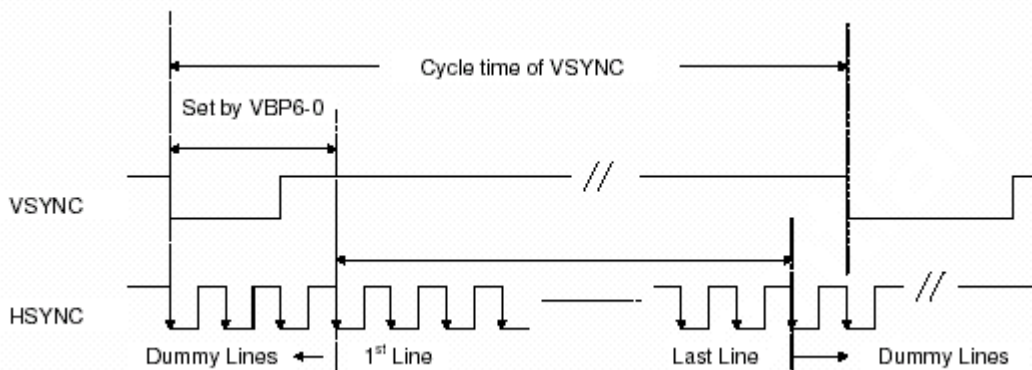 Cycle time of VSYNC
Set by VBP6-0
VSYNC
HSYNC
Dummy Lines
1st Line
Last Line
Dummy Lines